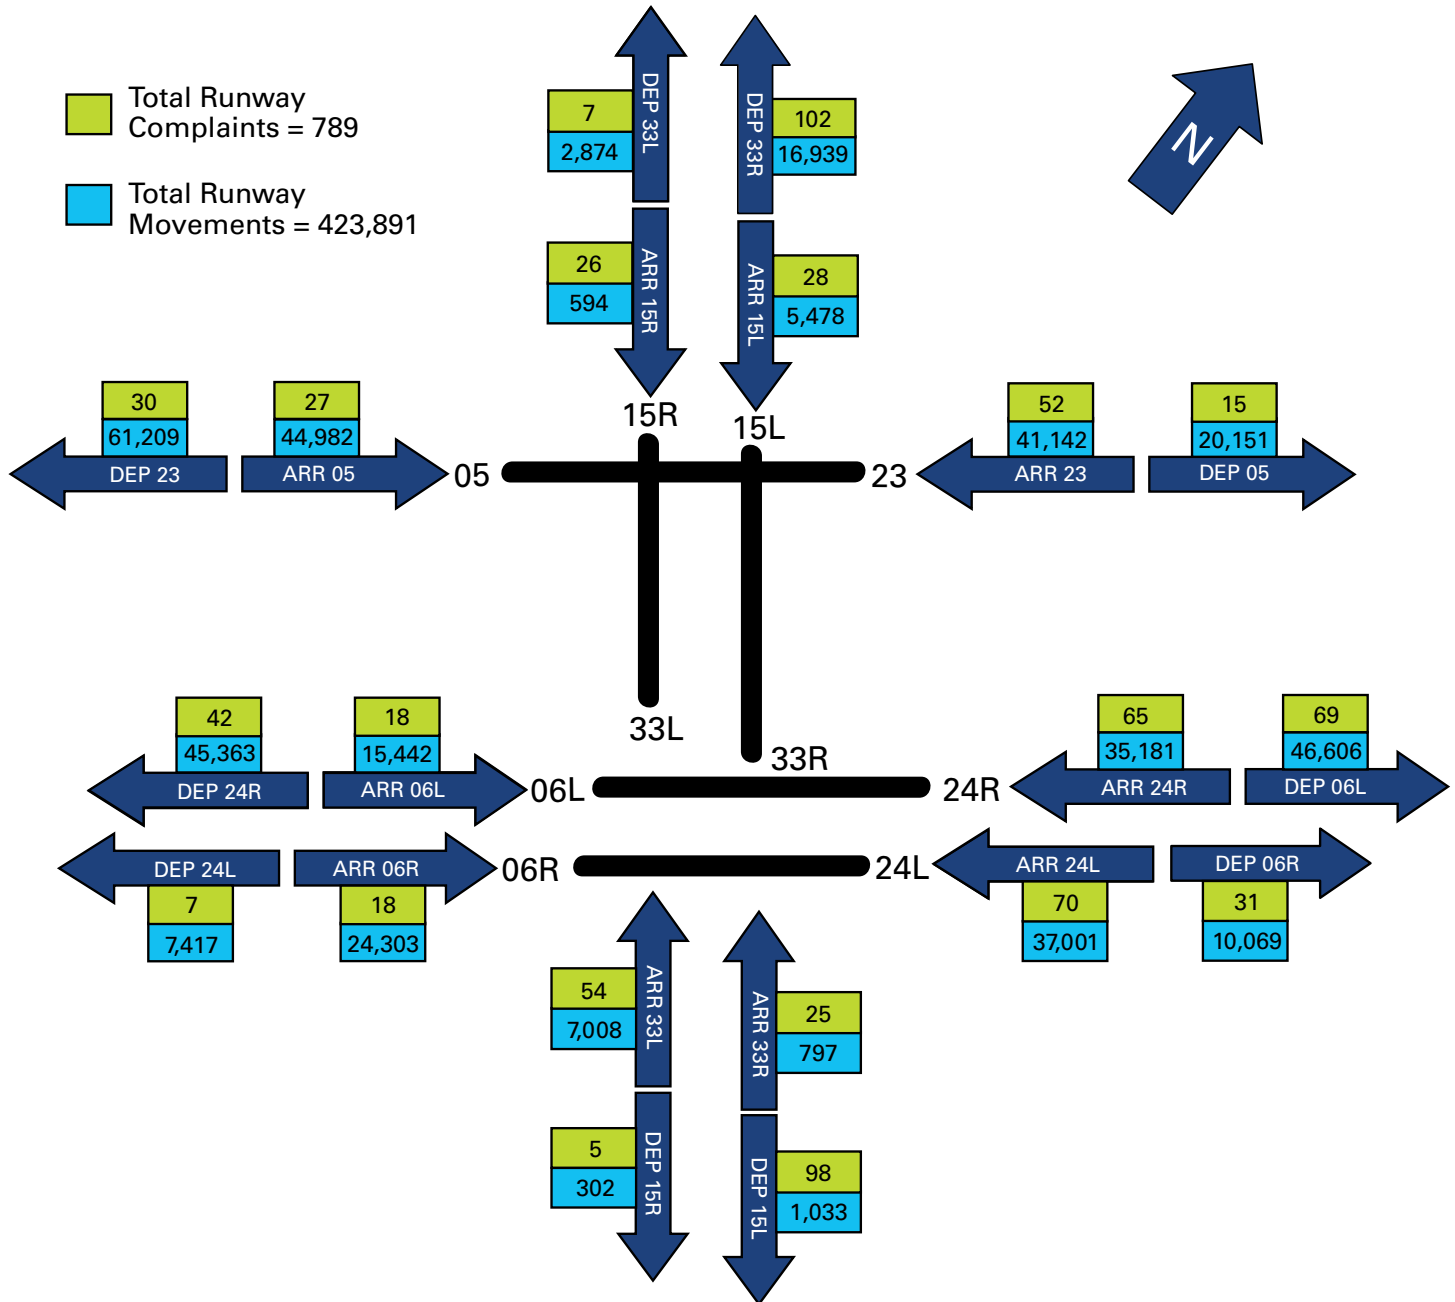 Total Runway
Complaints = 789
Total Runway
Movements = 423,891
N
7
2,874
DEP 33L
DEP 33R
102
16,939
26
594
ARR 15R
ARR 15L
28
5,478
15R
15L
30
61,209
DEP 23
27
44,982
ARR 05
05
23
52
41,142
ARR 23
15
20,151
DEP 05
33L
33R
42
45,363
DEP 24R
18
15,442
ARR 06L
06L
24R
65
35,181
ARR 24R
69
46,606
DEP 06L
DEP 24L
7
7,417
ARR 06R
18
24,303
06R
24L
ARR 24L
70
37,001
DEP 06R
31
10,069
54
7,008
ARR 33L
ARR 33R
25
797
5
302
DEP 15R
DEP 15L
98
1,033